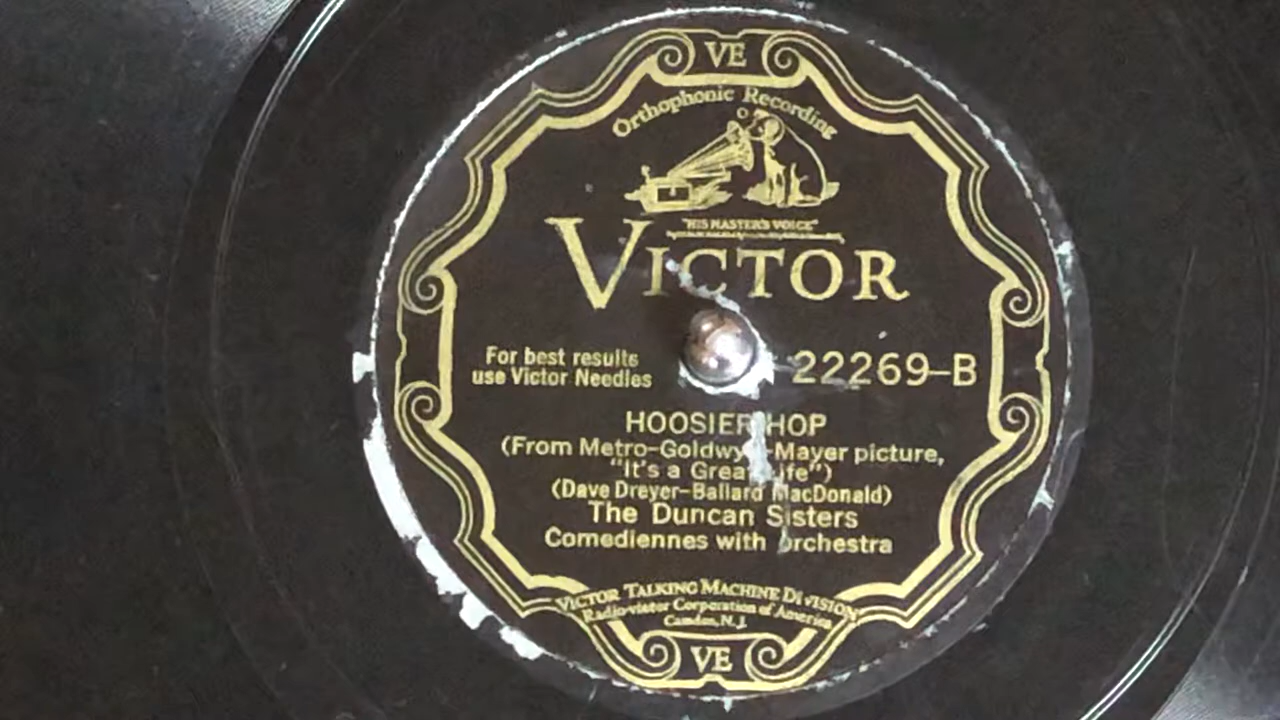 VE
Orthophonic Recording
"HIS MASTER'S VOICE"
VICTOR
For best results
use Victor Needles
22269-B
HOOSIER HOP
(From Metro-Goldwyn-Mayer picture,
"It's a Great Life")
(Dave Dreyer-Ballard MacDonald)
The Duncan Sisters
Comediennes with Orchestra
VICTOR TALKING MACHINE DIVISION
Radio-victor Corporation of America
Camden, N.J.
VE